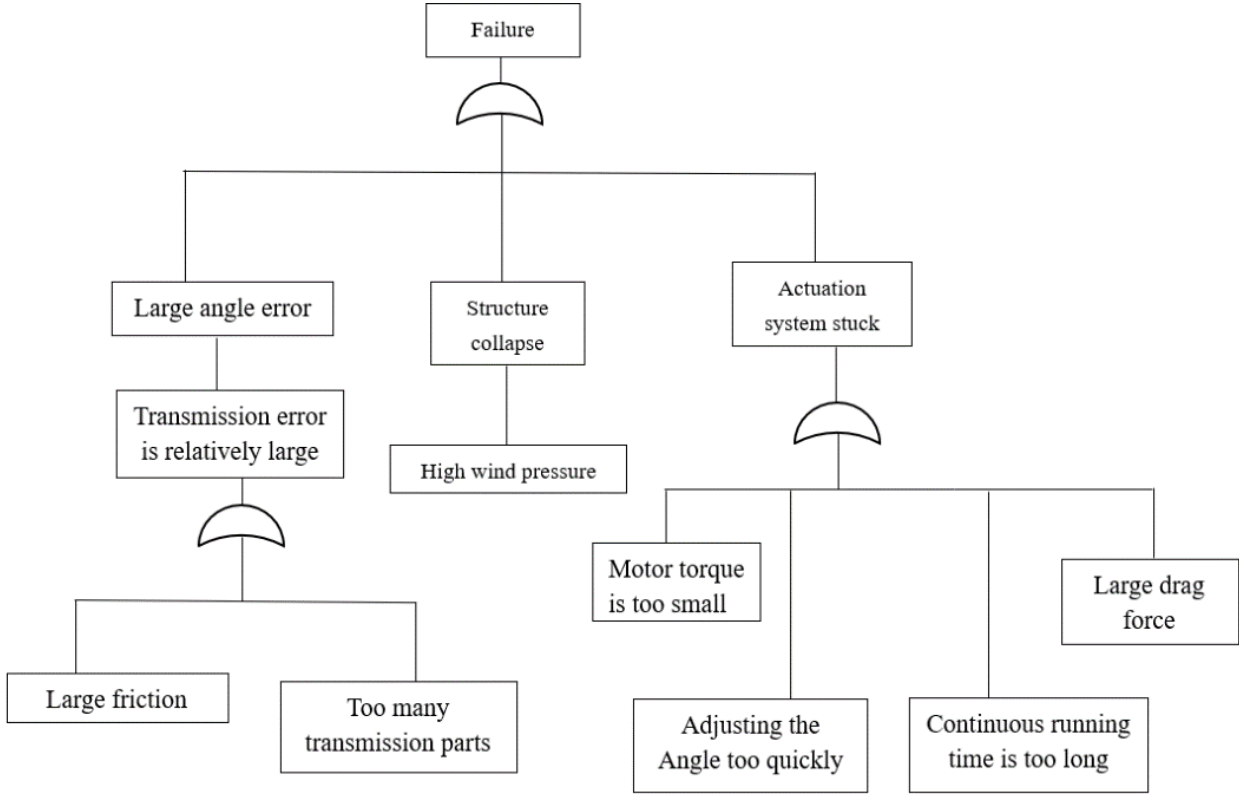 Failure
Large angle error
Structure
collapse
Actuation
system stuck
Transmission error
is relatively large
High wind pressure
Motor torque
is too small
Large drag
force
Large friction
Too many
transmission parts
Adjusting the
Angle too quickly
Continuous running
time is too long